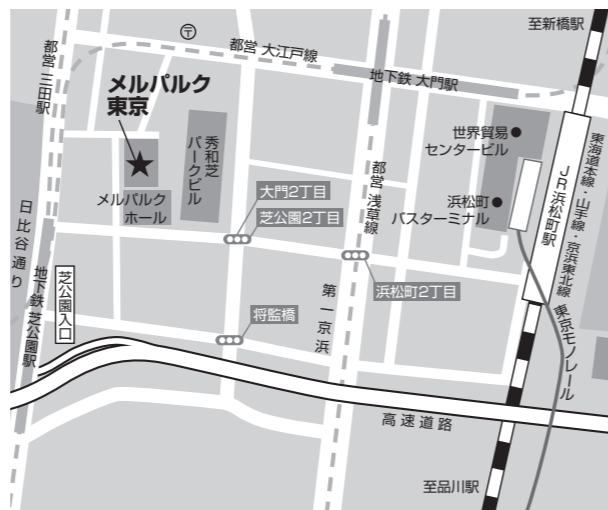 至新橋駅
〒
都営 大江戸線
地下鉄 大門駅
都営 三田駅
メルパルク
東京
秀和芝
パークビル
メルパルク
ホール
世界貿易
センタービル
浜松町
バスターミナル
JR浜松町駅
東海道本線・山手線・京浜東北線
都営 浅草線
大門2丁目
芝公園2丁目
浜松町2丁目
第一京浜
日比谷通り
地下鉄 芝公園駅
芝公園入口
将監橋
東京モノレール
高速道路
至品川駅